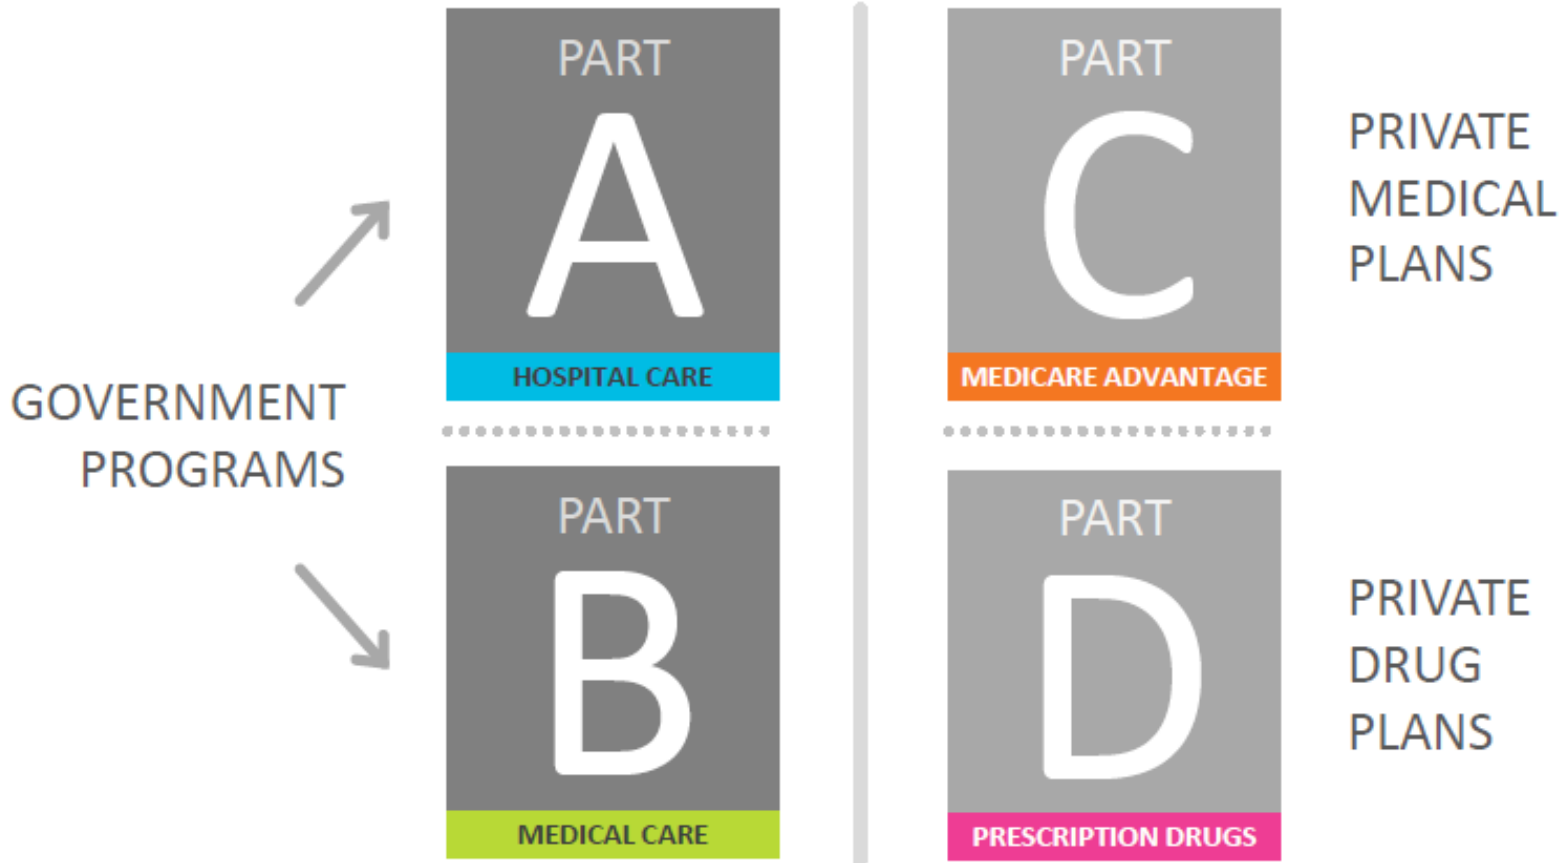 GOVERNMENT
PROGRAMS
PART
A
HOSPITAL CARE
PART
B
MEDICAL CARE
PART
C
MEDICARE ADVANTAGE
PRIVATE
MEDICAL
PLANS
PART
D
PRESCRIPTION DRUGS
PRIVATE
DRUG
PLANS